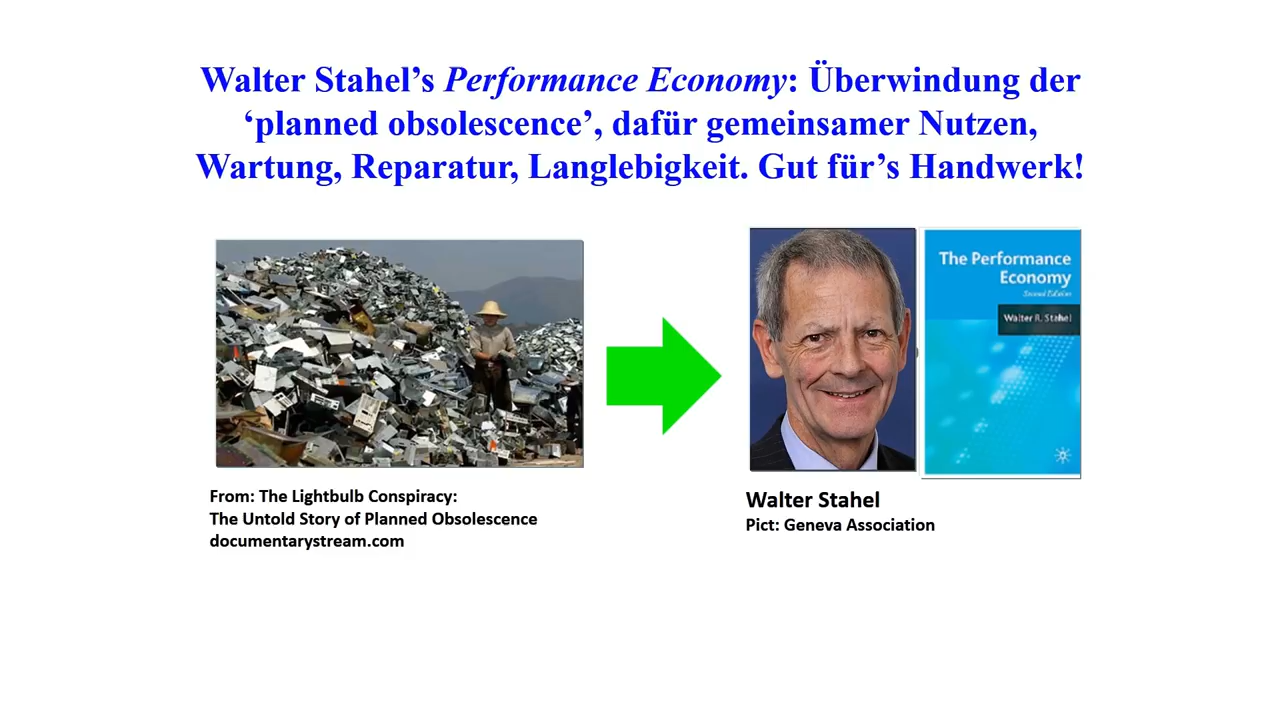 Walter Stahel’s Performance Economy: Überwindung der
‘planned obsolescence’, dafür gemeinsamer Nutzen,
Wartung, Reparatur, Langlebigkeit. Gut für’s Handwerk!
The Performance
Economy
Second Edition
Walter R. Stahel
From: The Lightbulb Conspiracy:
The Untold Story of Planned Obsolescence
documentarystream.com
Walter Stahel
Pict: Geneva Association